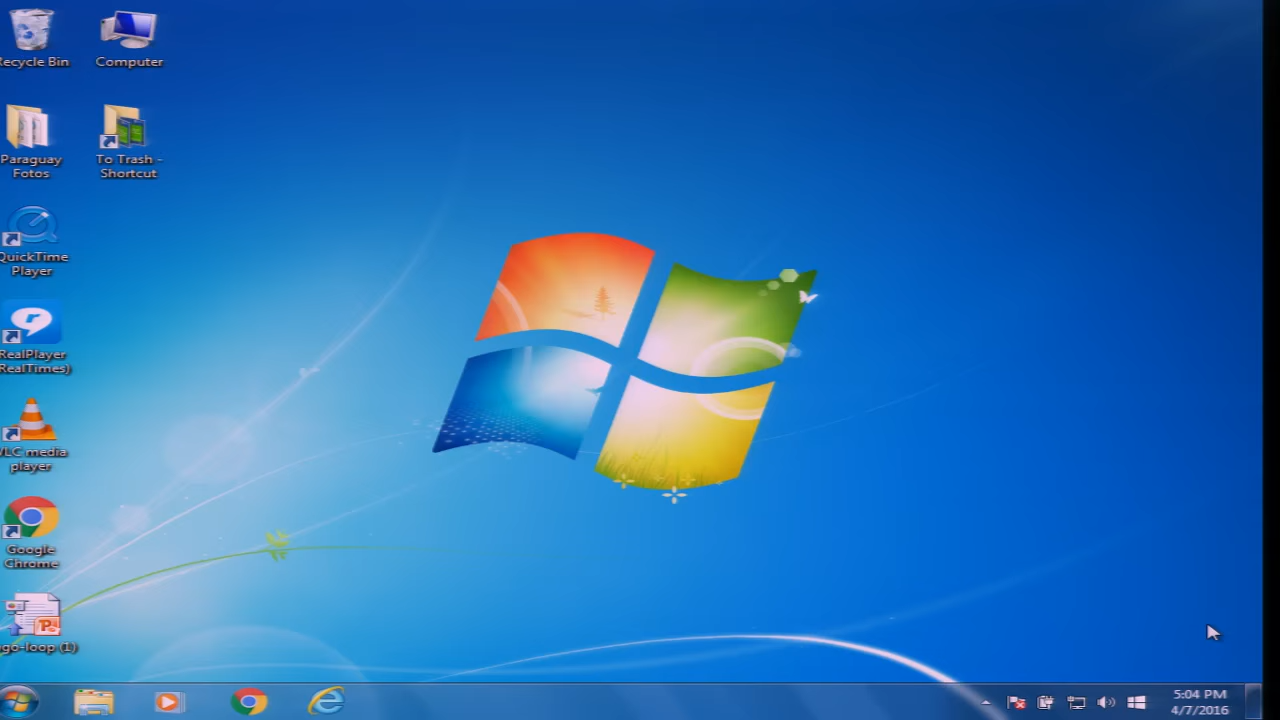 Recycle Bin
Computer
Paraguay
Fotos
To Trash -
Shortcut
QuickTime
Player
RealPlayer
RealTimes)
VLC media
player
Google
Chrome
go-loop (1)
5:04 PM
4/7/2016